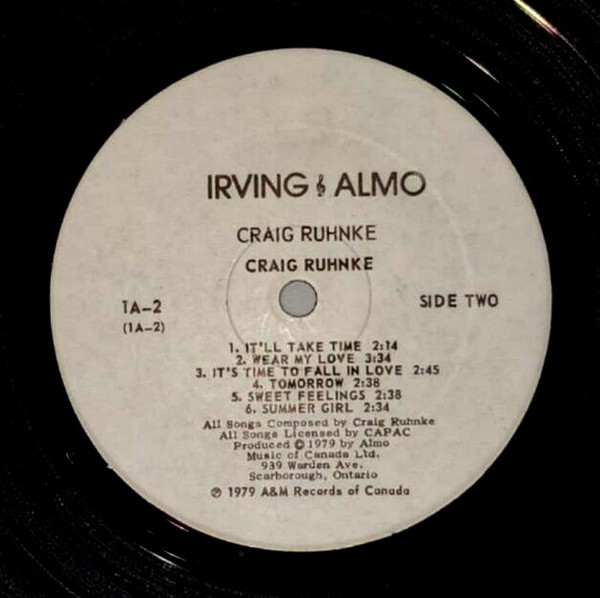 IRVING & ALMO
CRAIG RUHNKE
CRAIG RUHNKE
1A-2
(1A-2)
SIDE TWO
1. IT'LL TAKE TIME 2:14
2. WEAR MY LOVE 3:34
3. IT'S TIME TO FALL IN LOVE 2:45
4. TOMORROW 2:38
5. SWEET FEELINGS 2:38
6. SUMMER GIRL 2:34
All Songs Composed by Craig Ruhnke
All Songs Licensed by CAPAC
Produced © 1979 by Almo
Music of Canada Ltd.
939 Warden Ave.
Scarborough, Ontario
℗ 1979 A&M Records of Canada